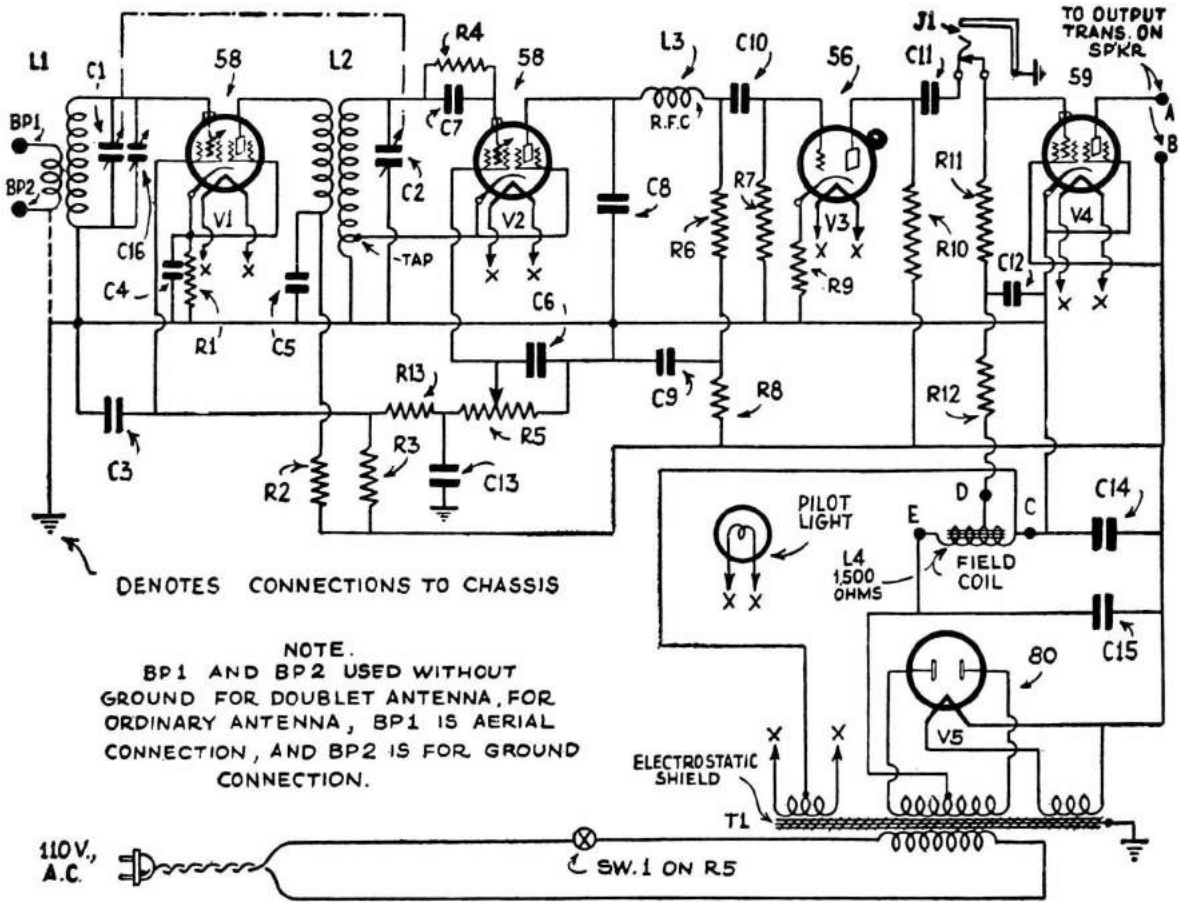 L1
C1
58
L2
R4
58
L3
C10
56
J1
C11
TO OUTPUT
TRANS. ON
SP'KR
59
BP1
BP2
C7
R.F.C
A
B
C2
C8
R11
V1
V2
V3
V4
C16
R6
R7
R10
TAP
X X
X X
X X
X X
C4
R1
C5
C6
R9
C12
R13
C9
R8
R12
C3
R5
R2
R3
C13
PILOT
LIGHT
D
E
C
C14
L4
1,500
OHMS
FIELD
COIL
X X
DENOTES CONNECTIONS TO CHASSIS
C15
NOTE.
BP1 AND BP2 USED WITHOUT
GROUND FOR DOUBLET ANTENNA, FOR
ORDINARY ANTENNA, BP1 IS AERIAL
CONNECTION, AND BP2 IS FOR GROUND
CONNECTION.
80
X X
V5
ELECTROSTATIC
SHIELD
T1
110 V.,
A.C.
SW.1 ON R5